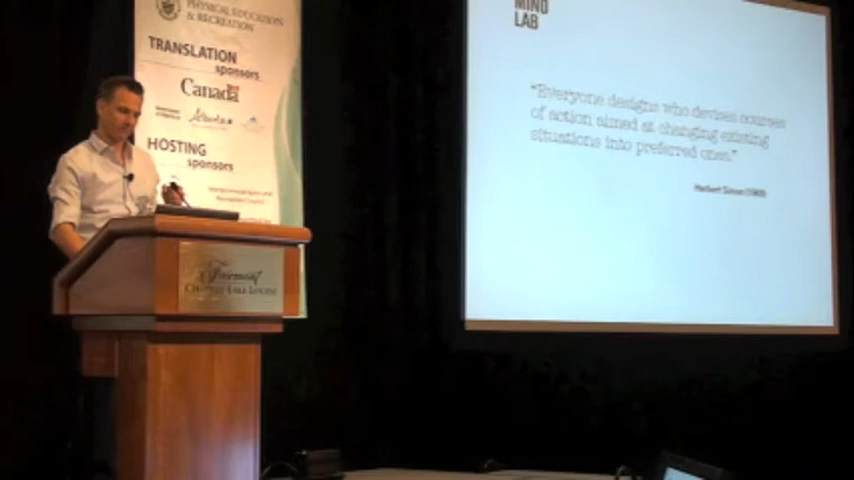 PHYSICAL EDUCATION
& RECREATION
TRANSLATION
sponsors
Canada
Alberta
HOSTING
sponsors
Fairmont
CHATEAU LAKE LOUISE
MIND
LAB
"Everyone designs who devises courses
of action aimed at changing existing
situations into preferred ones."
Herbert Simon (1969)